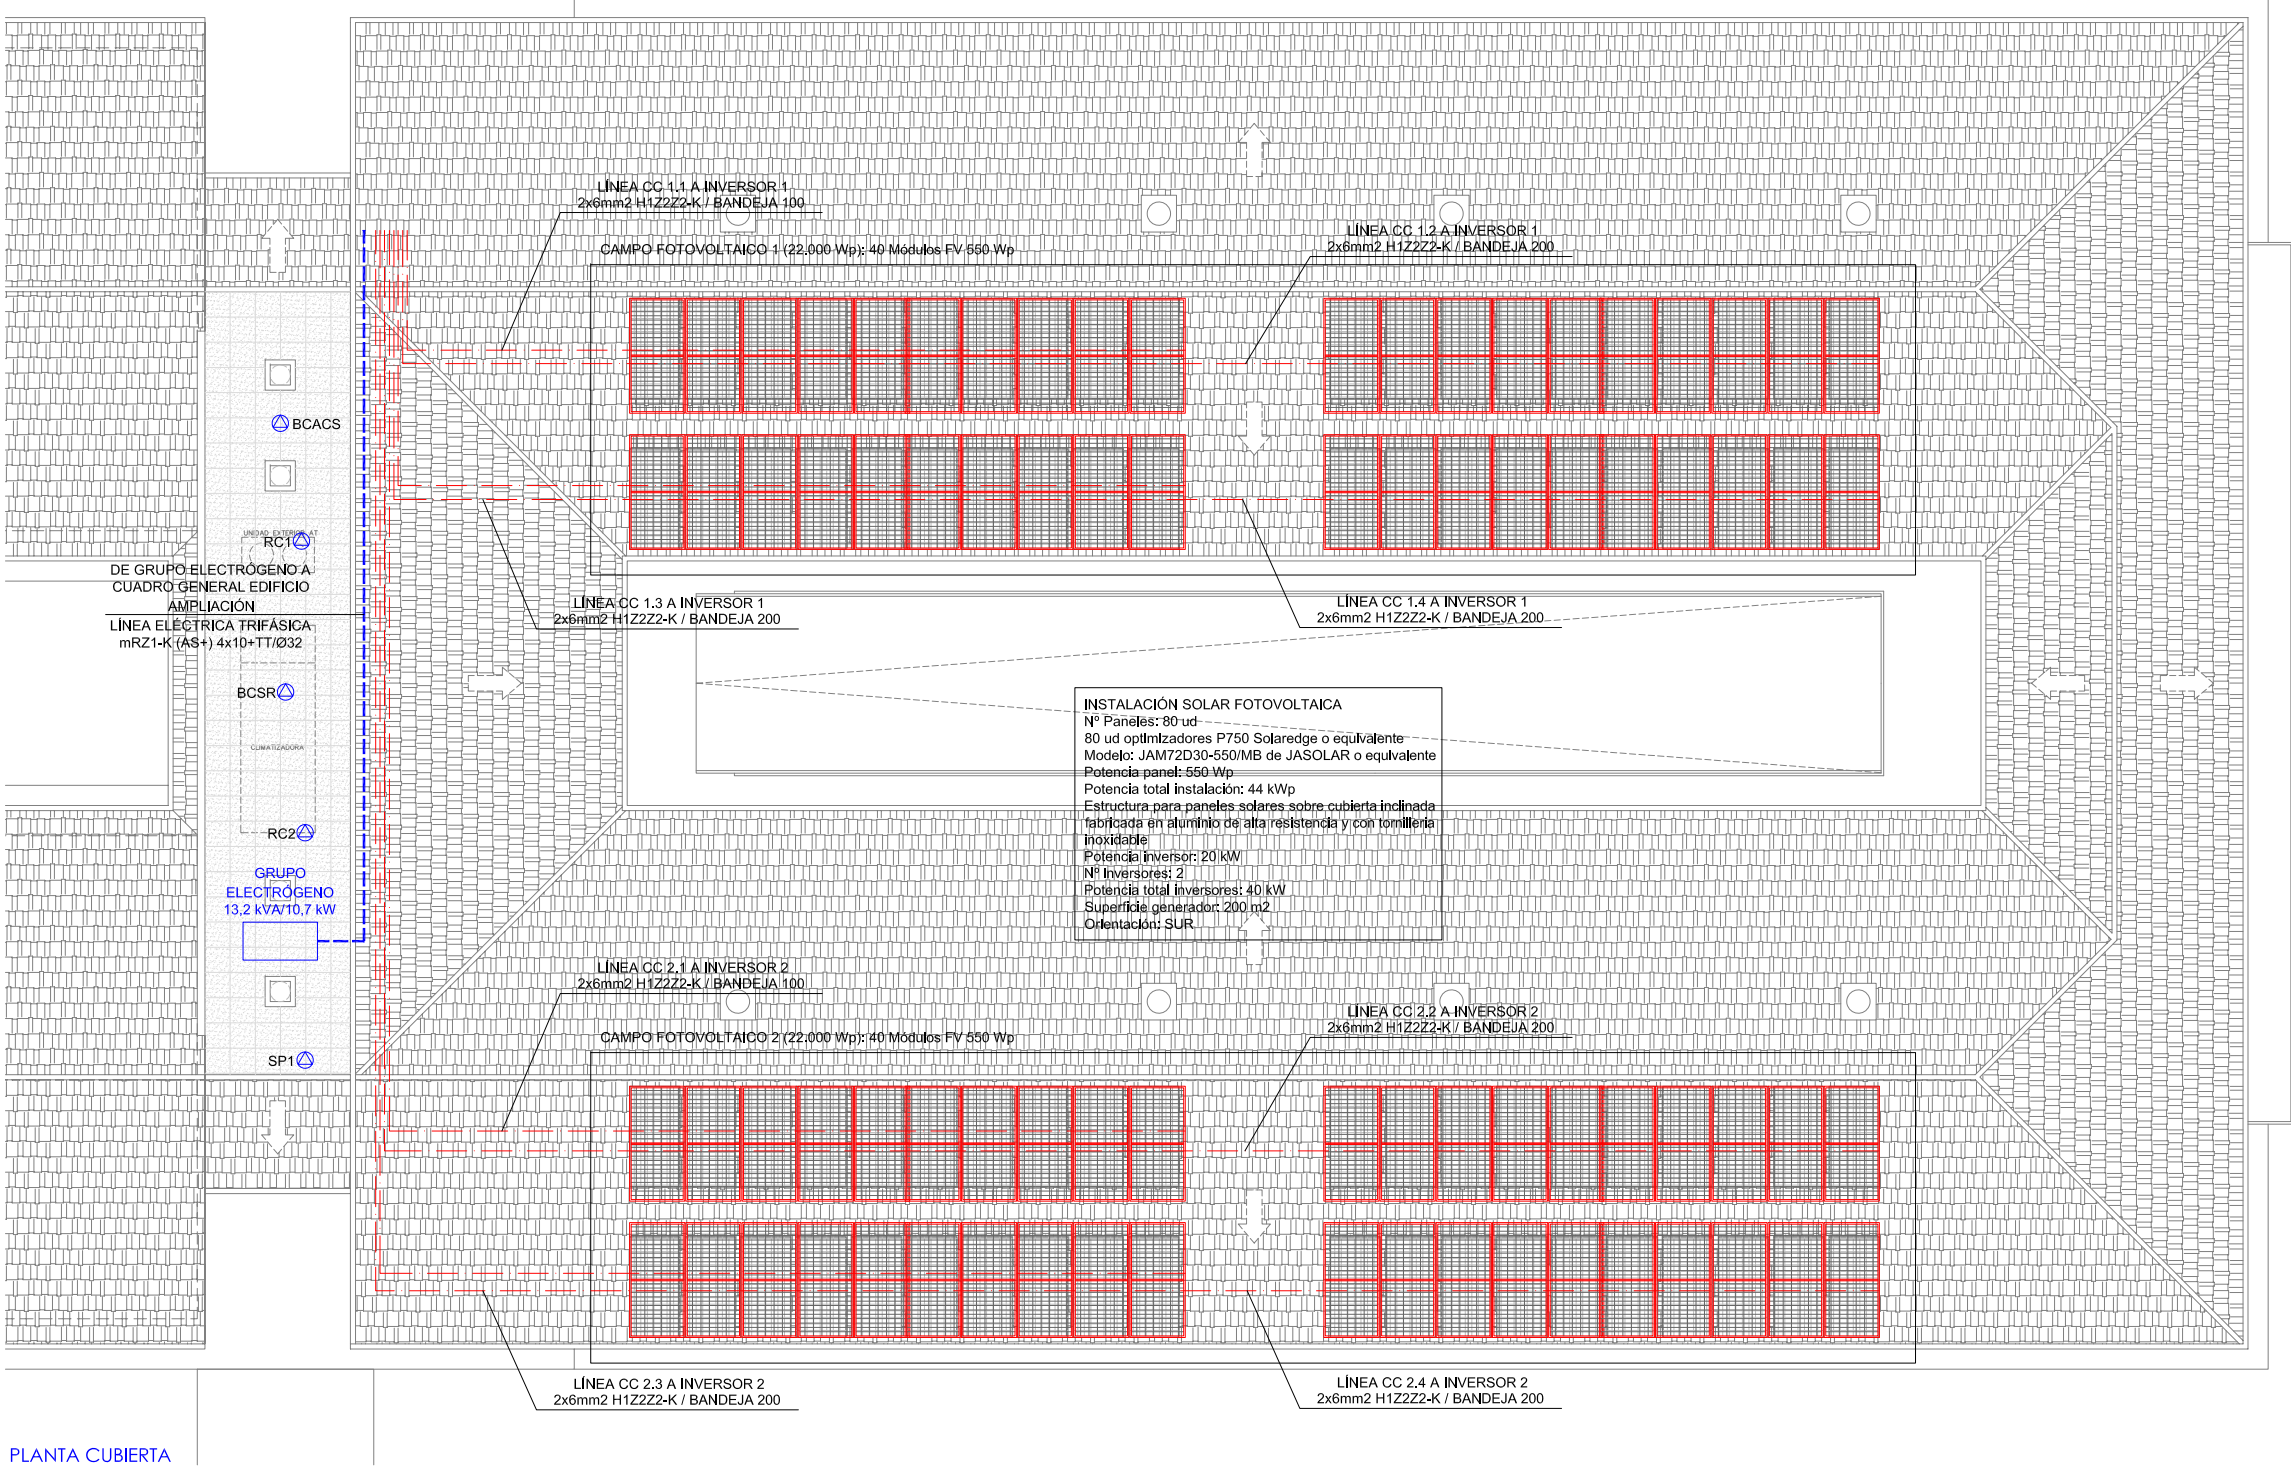 LÍNEA CC 1.1 A INVERSOR 1
2x6mm2 H1Z2Z2-K / BANDEJA 100
CAMPO FOTOVOLTAICO 1 (22.000 Wp): 40 Módulos FV 550 Wp
LÍNEA CC 1.2 A INVERSOR 1
2x6mm2 H1Z2Z2-K / BANDEJA 200
BCACS
UNIDAD EXTERIOR AT
RC1
DE GRUPO ELECTRÓGENO A
CUADRO GENERAL EDIFICIO
AMPLIACIÓN
LÍNEA ELÉCTRICA TRIFÁSICA
mRZ1-K (AS+) 4x10+TT/Ø32
LÍNEA CC 1.3 A INVERSOR 1
2x6mm2 H1Z2Z2-K / BANDEJA 200
LÍNEA CC 1.4 A INVERSOR 1
2x6mm2 H1Z2Z2-K / BANDEJA 200
BCSR
CLIMATIZADORA
RC2
GRUPO
ELECTRÓGENO
13,2 kVA/10,7 kW
SP1
INSTALACIÓN SOLAR FOTOVOLTAICA
Nº Paneles: 80 ud
80 ud optimizadores P750 Solaredge o equivalente
Modelo: JAM72D30-550/MB de JASOLAR o equivalente
Potencia panel: 550 Wp
Potencia total instalación: 44 kWp
Estructura para paneles solares sobre cubierta inclinada
fabricada en aluminio de alta resistencia y con tornillería
inoxidable
Potencia inversor: 20 kW
Nº Inversores: 2
Potencia total inversores: 40 kW
Superficie generador: 200 m2
Orientación: SUR
LÍNEA CC 2.1 A INVERSOR 2
2x6mm2 H1Z2Z2-K / BANDEJA 100
CAMPO FOTOVOLTAICO 2 (22.000 Wp): 40 Módulos FV 550 Wp
LÍNEA CC 2.2 A INVERSOR 2
2x6mm2 H1Z2Z2-K / BANDEJA 200
LÍNEA CC 2.3 A INVERSOR 2
2x6mm2 H1Z2Z2-K / BANDEJA 200
LÍNEA CC 2.4 A INVERSOR 2
2x6mm2 H1Z2Z2-K / BANDEJA 200
PLANTA CUBIERTA